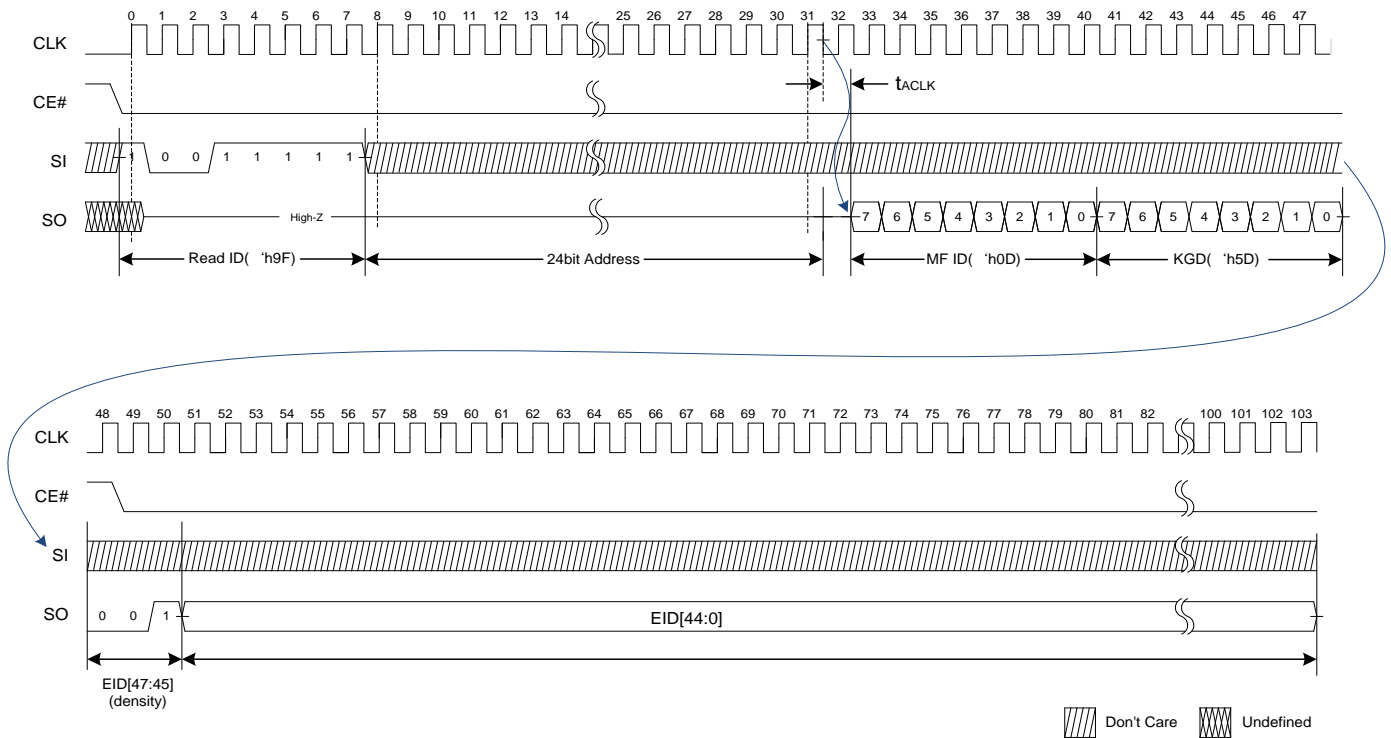 0 1 2 3 4 5 6 7 8 9 10 11 12 13 14 25 26 27 28 29 30 31 32 33 34 35 36 37 38 39 40 41 42 43 44 45 46 47
CLK
tACLK
CE#
SI 1 0 0 1 1 1 1 1
SO High-Z 7 6 5 4 3 2 1 0 7 6 5 4 3 2 1 0
Read ID( ‘h9F) 24bit Address MF ID( ‘h0D) KGD( ‘h5D)
48 49 50 51 52 53 54 55 56 57 58 59 60 61 62 63 64 65 66 67 68 69 70 71 72 73 74 75 76 77 78 79 80 81 82 100 101 102 103
CLK
CE#
SI
SO 0 0 1 EID[44:0]
EID[47:45]
(density)
Don't Care Undefined